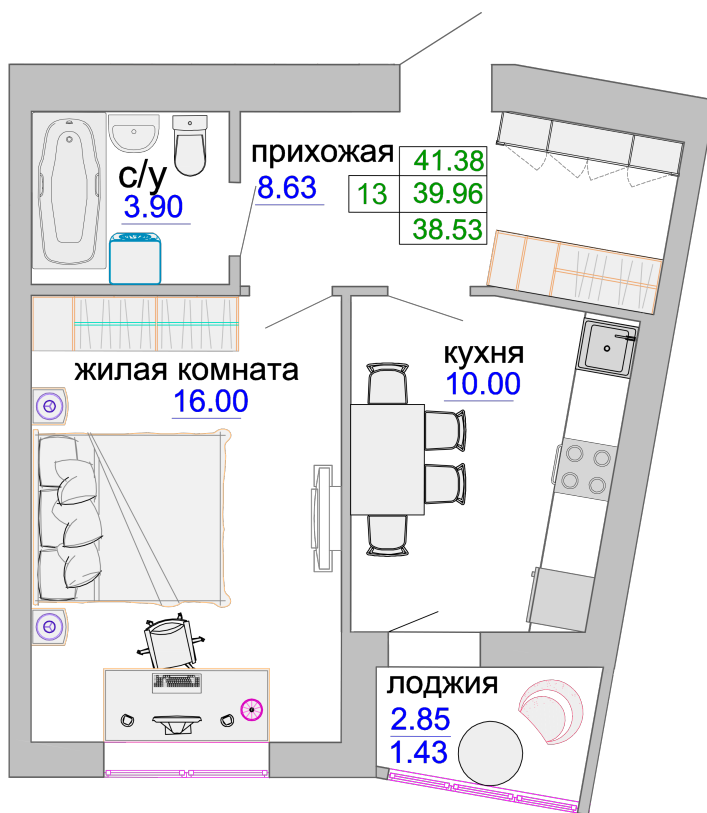 прихожая
8.63
41.38
13
39.96
38.53
с/у
3.90
жилая комната
16.00
кухня
10.00
лоджия
2.85
1.43